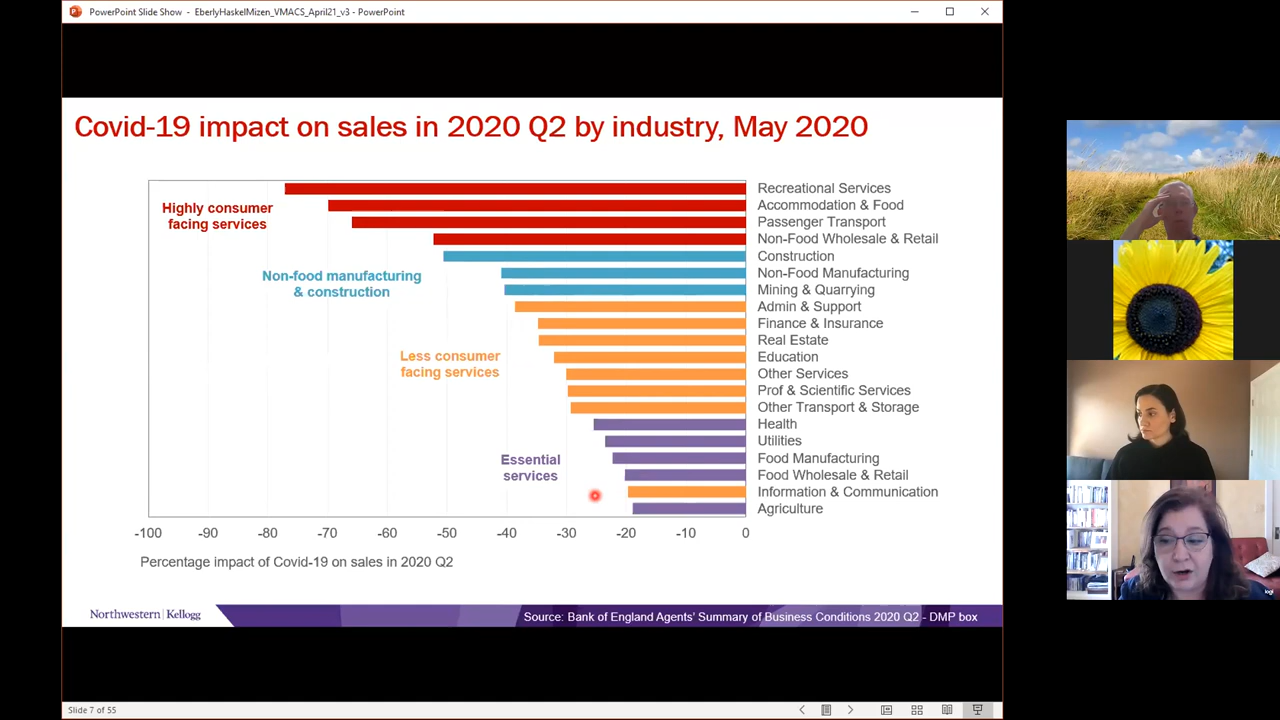 PowerPoint Slide Show - EberlyHaskelMizen_VMACS_April21_v3 - PowerPoint
Covid-19 impact on sales in 2020 Q2 by industry, May 2020
Highly consumer
facing services
Non-food manufacturing
& construction
Less consumer
facing services
Essential
services
Recreational Services
Accommodation & Food
Passenger Transport
Non-Food Wholesale & Retail
Construction
Non-Food Manufacturing
Mining & Quarrying
Admin & Support
Finance & Insurance
Real Estate
Education
Other Services
Prof & Scientific Services
Other Transport & Storage
Health
Utilities
Food Manufacturing
Food Wholesale & Retail
Information & Communication
Agriculture
-100 -90 -80 -70 -60 -50 -40 -30 -20 -10 0
Percentage impact of Covid-19 on sales in 2020 Q2
Northwestern | Kellogg
Source: Bank of England Agents' Summary of Business Conditions 2020 Q2 - DMP box
Slide 7 of 55
logi